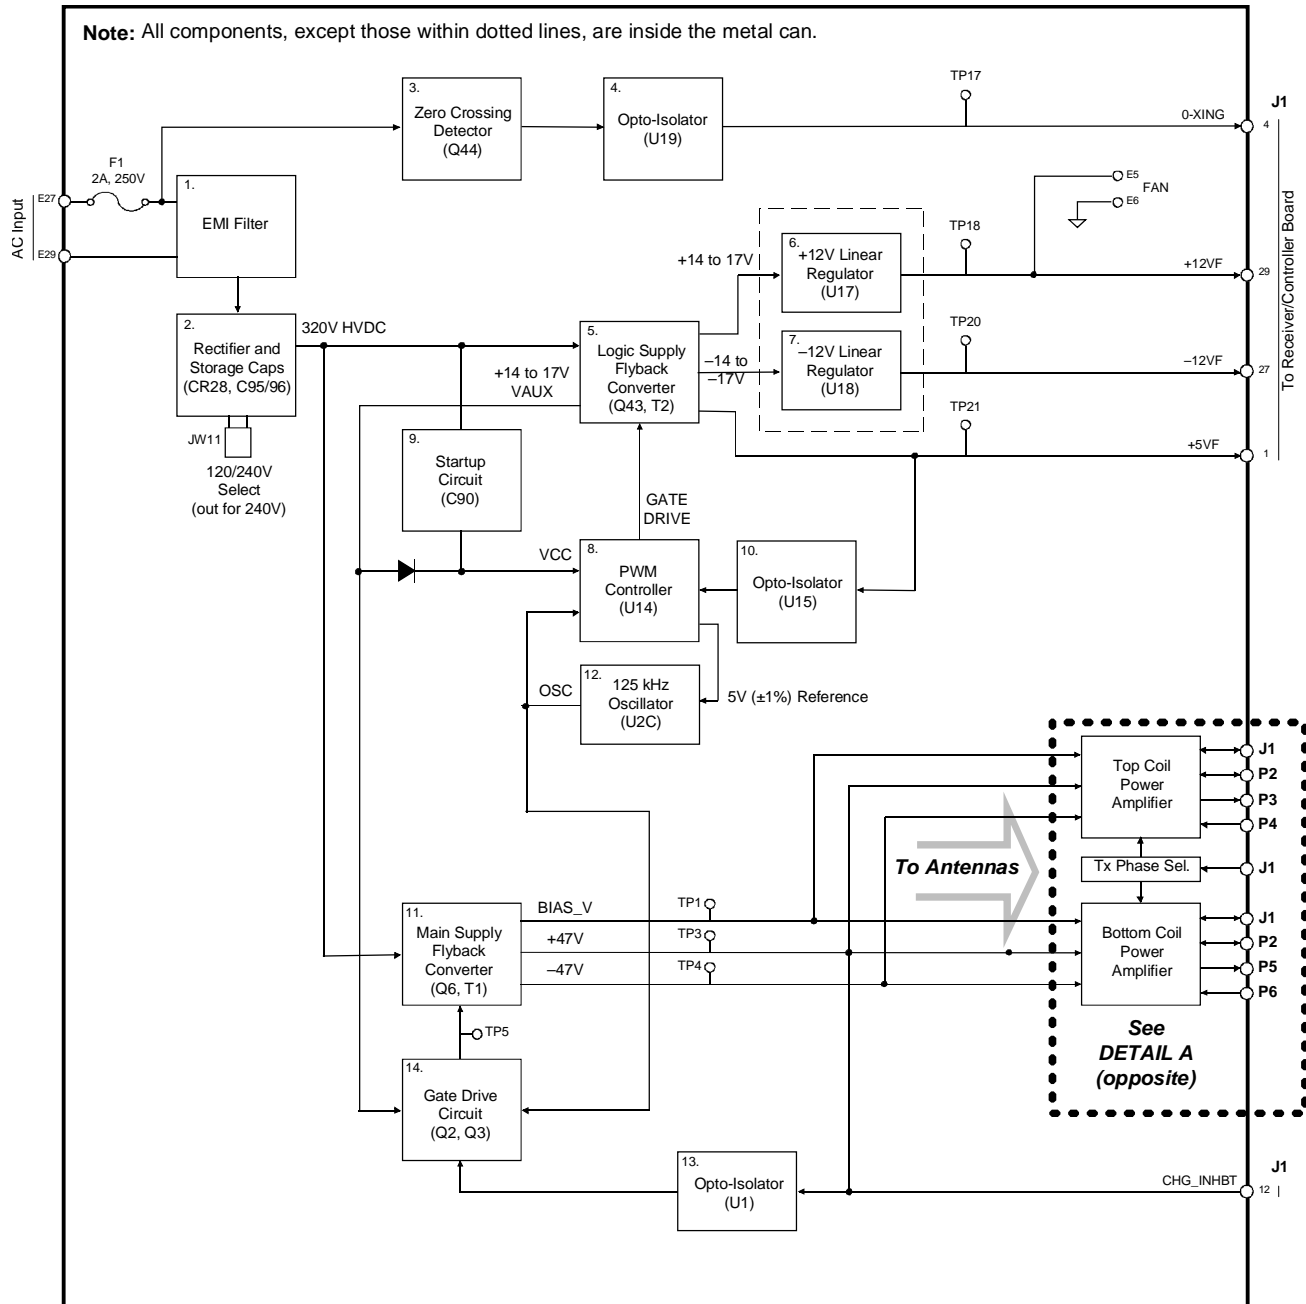 Note: All components, except those within dotted lines, are inside the metal can.
3.
Zero Crossing
Detector
(Q44)
4.
Opto-Isolator
(U19)
TP17
0-XING
J1
4
To Receiver/Controller Board
F1
2A, 250V
AC Input
E27
E29
1.
EMI Filter
E5
FAN
E6
+14 to 17V
6.
+12V Linear
Regulator
(U17)
TP18
+12VF
29
2.
Rectifier and
Storage Caps
(CR28, C95/96)
320V HVDC
5.
Logic Supply
Flyback
Converter
(Q43, T2)
–14 to
–17V
7.
–12V Linear
Regulator
(U18)
TP20
–12VF
27
+14 to 17V
VAUX
TP21
+5VF
1
JW11
120/240V
Select
(out for 240V)
9.
Startup
Circuit
(C90)
GATE
DRIVE
VCC
8.
PWM
Controller
(U14)
10.
Opto-Isolator
(U15)
OSC
12.
125 kHz
Oscillator
(U2C)
5V (±1%) Reference
Top Coil
Power
Amplifier
J1
P2
P3
P4
To Antennas
Tx Phase Sel.
J1
11.
Main Supply
Flyback
Converter
(Q6, T1)
BIAS_V
+47V
–47V
TP1
TP3
TP4
Bottom Coil
Power
Amplifier
J1
P2
P5
P6
See
DETAIL A
(opposite)
TP5
14.
Gate Drive
Circuit
(Q2, Q3)
13.
Opto-Isolator
(U1)
CHG_INHBT
J1
12